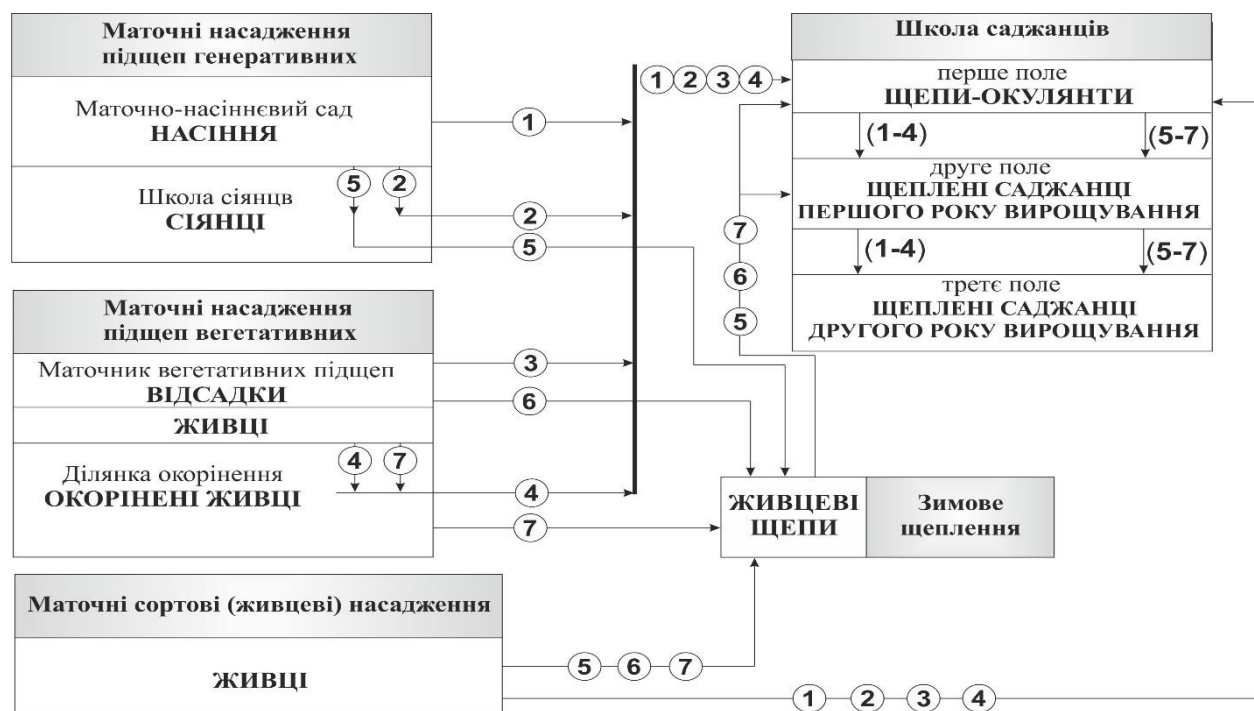 Маточні насадження
підщеп генеративних
Маточно-насіннєвий сад
НАСІННЯ
1
5 2
Школа сіянцв
СІЯНЦІ
2
5
Маточні насадження
підщеп вегетативних
Маточник вегетативних підщеп
ВІДСАДКИ
3
6
ЖИВЦІ
4 7
Ділянка окорінення
ОКОРІНЕНІ ЖИВЦІ
4
7
Маточні сортові (живцеві) насадження
ЖИВЦІ
5 6 7
1 2 3 4
1 2 3 4
Школа саджанців
перше поле
ЩЕПИ-ОКУЛЯНТИ
(1-4) (5-7)
друге поле
ЩЕПЛЕНІ САДЖАНЦІ
ПЕРШОГО РОКУ ВИРОЩУВАННЯ
(1-4) (5-7)
третє поле
ЩЕПЛЕНІ САДЖАНЦІ
ДРУГОГО РОКУ ВИРОЩУВАННЯ
7
6
5
ЖИВЦЕВІ
ЩЕПИ
Зимове
щеплення